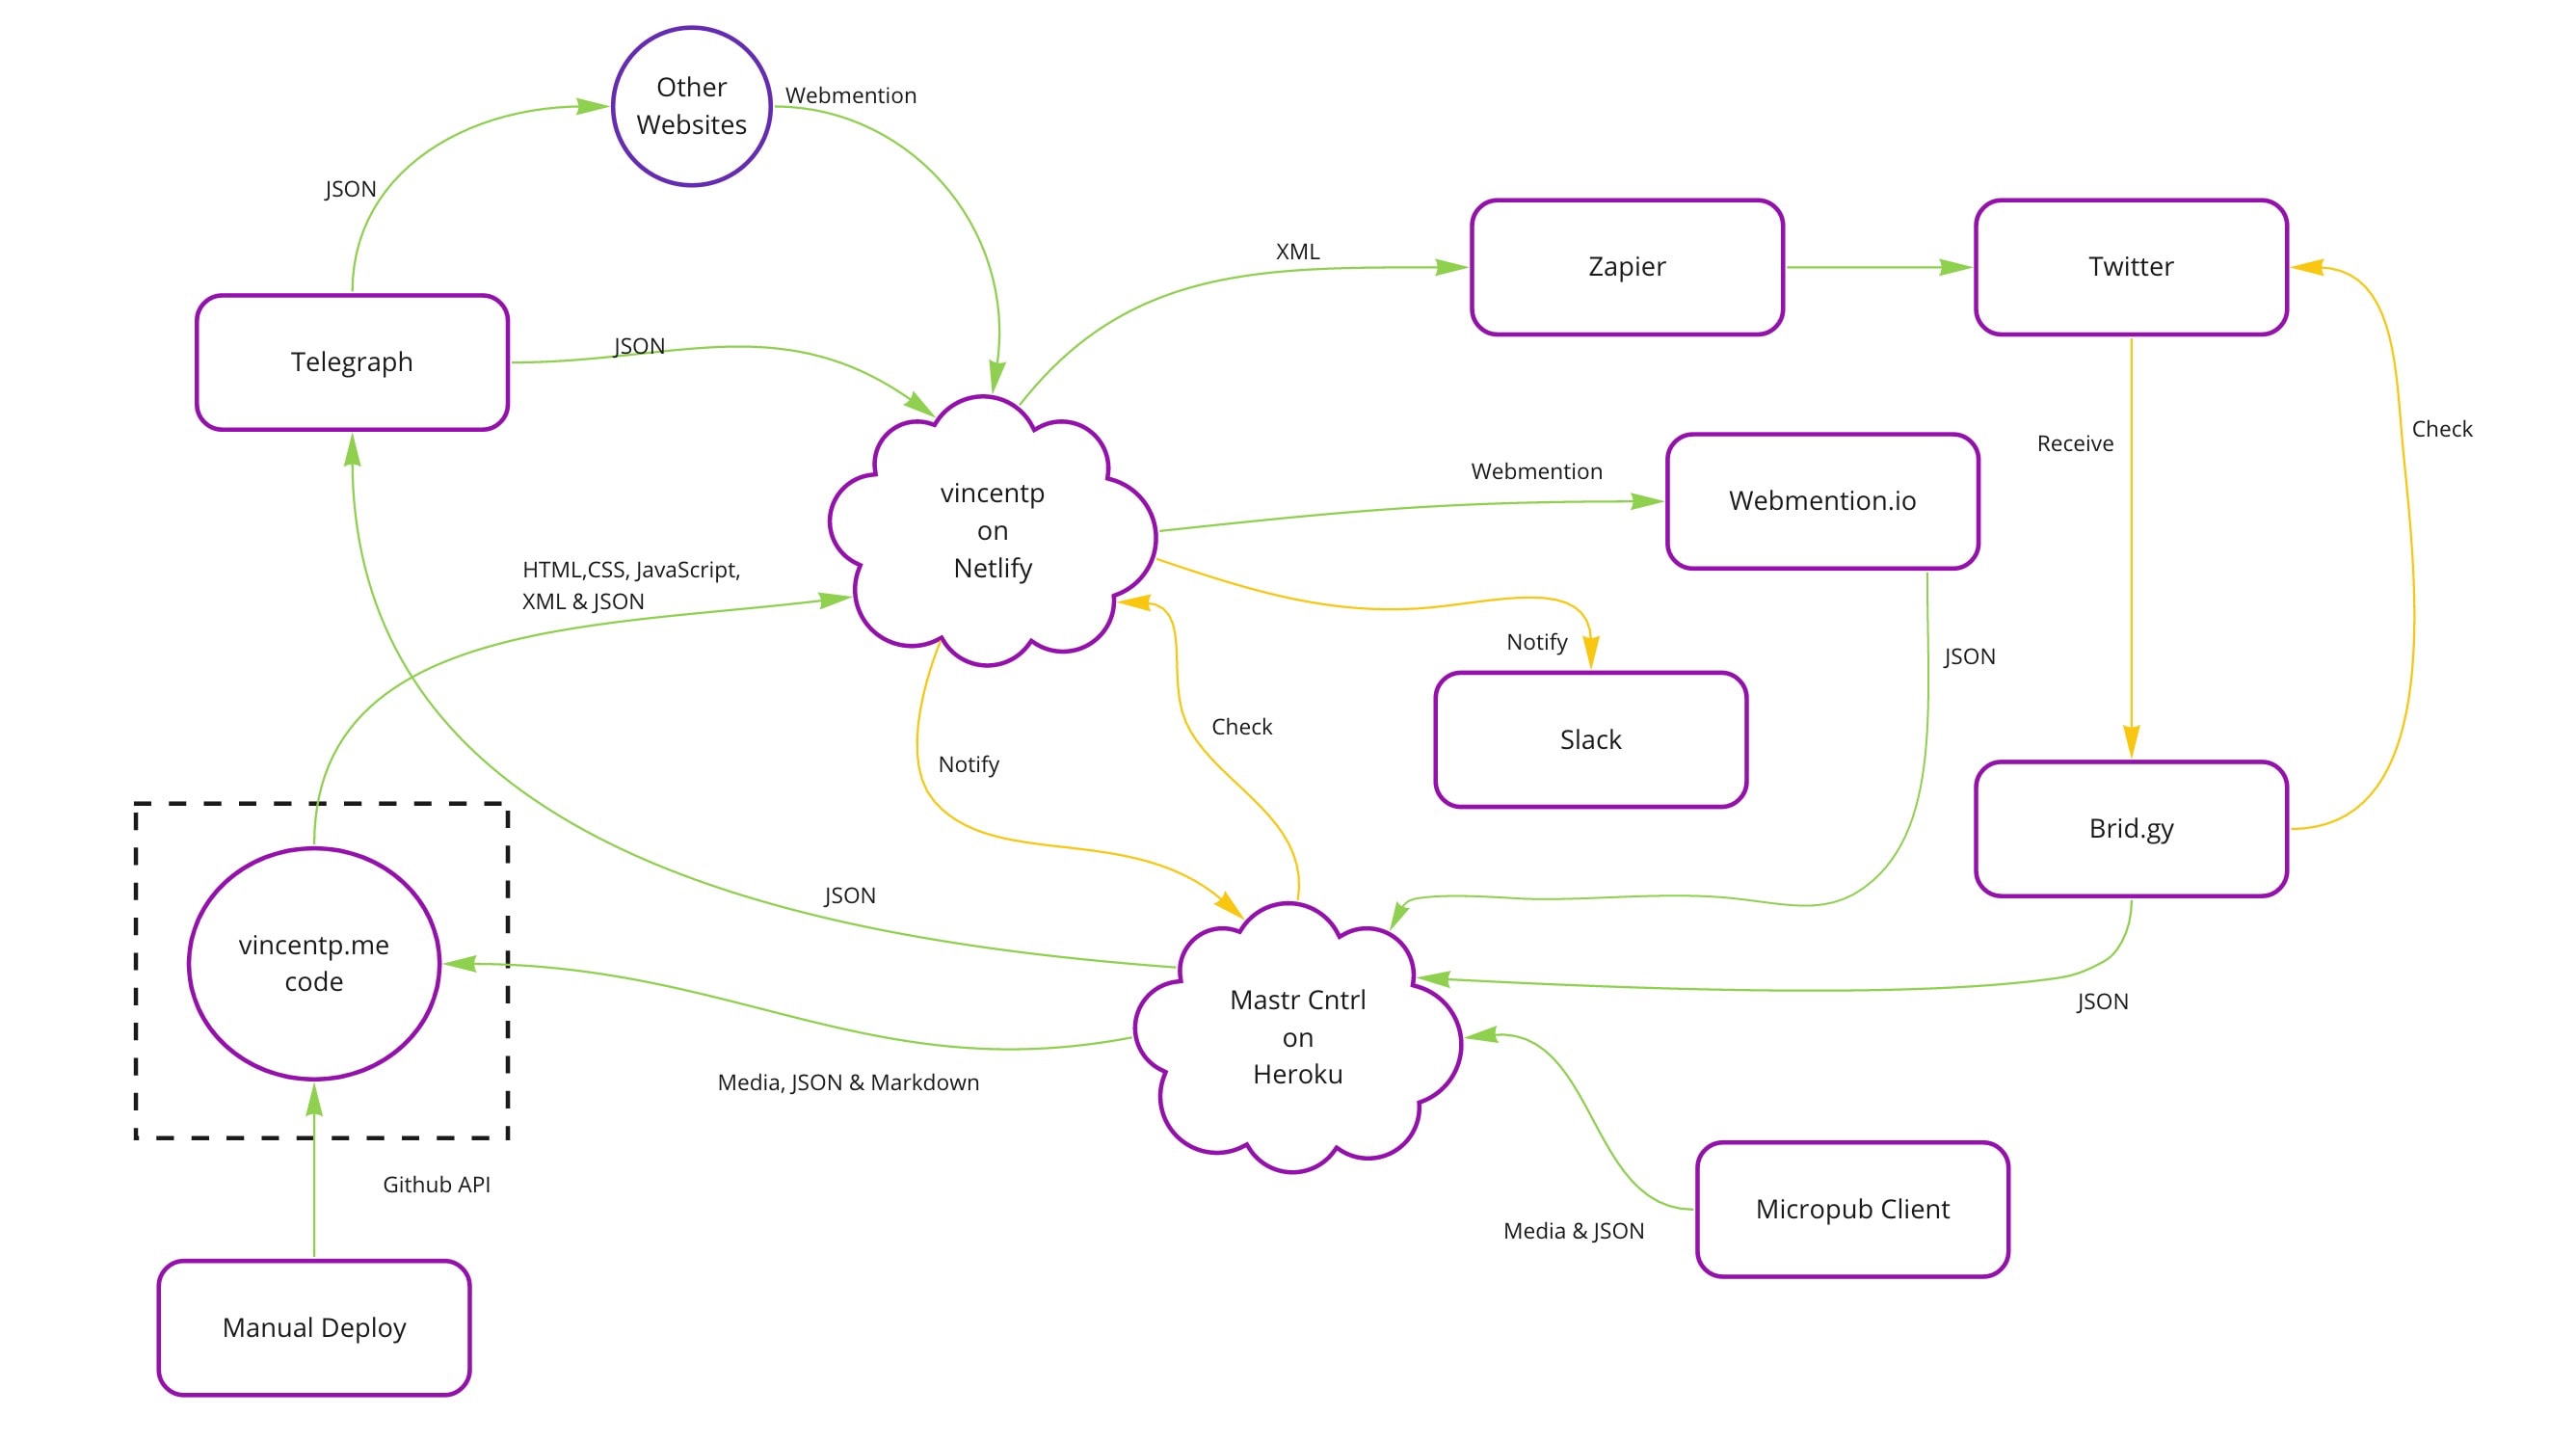 Other
Websites
Webmention
JSON
Zapier
Twitter
XML
Telegraph
JSON
Check
Receive
Webmention
Webmention.io
vincentp
on
Netlify
HTML,CSS, JavaScript,
XML & JSON
Notify
JSON
Slack
Check
Notify
Brid.gy
JSON
vincentp.me
code
Mastr Cntrl
on
Heroku
JSON
Media, JSON & Markdown
Github API
Micropub Client
Media & JSON
Manual Deploy